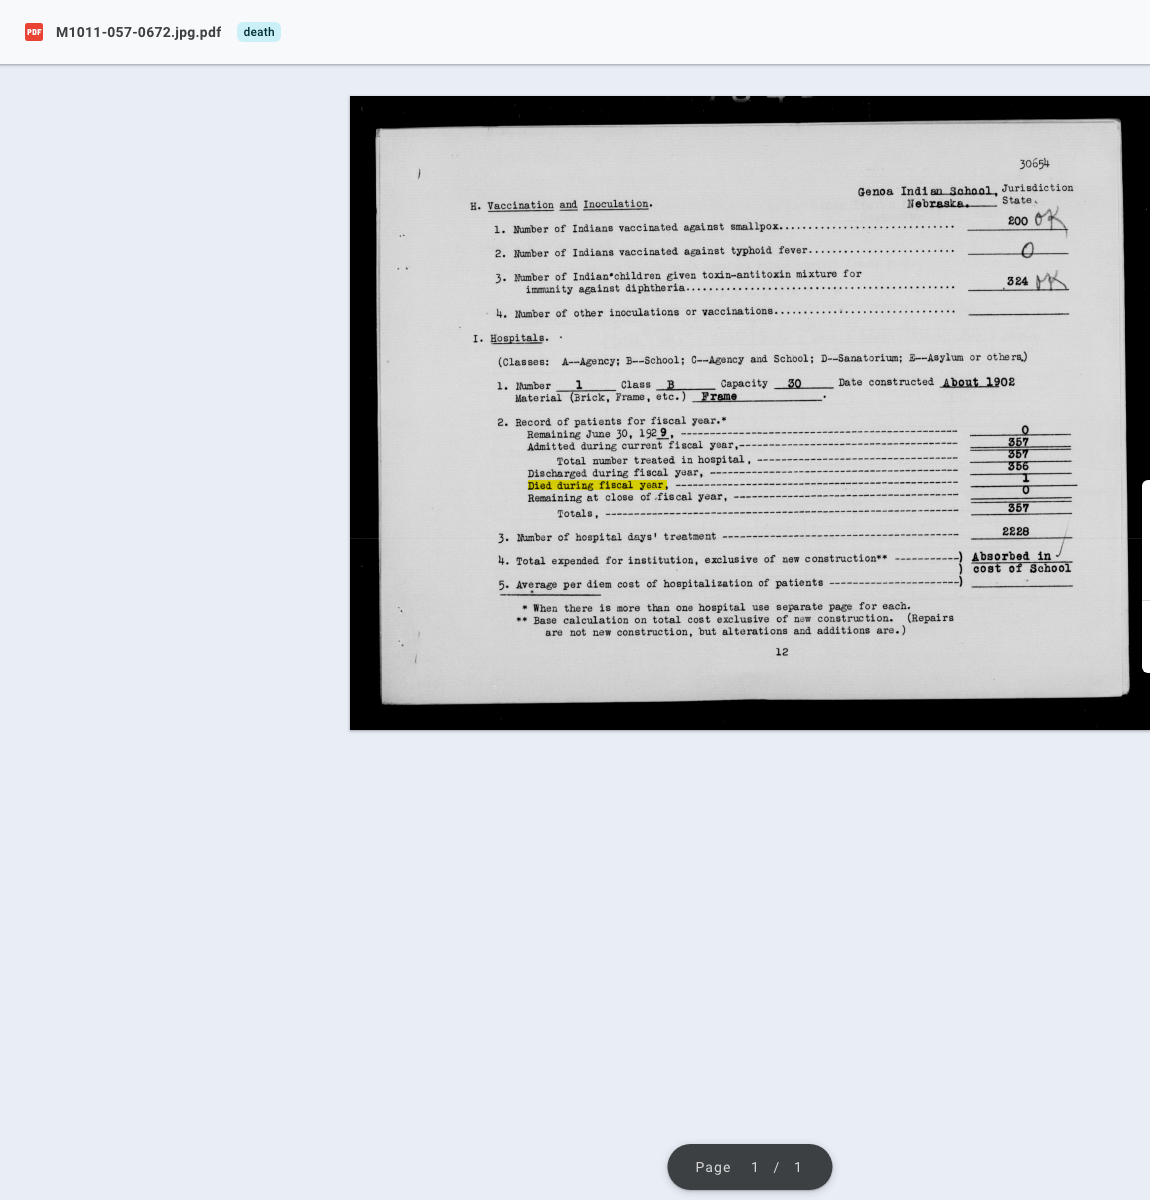 PDF M1011-057-0672.jpg.pdf death
30654
Genoa Indian School, Jurisdiction
Nebraska. State.
H. Vaccination and Inoculation.
1. Number of Indians vaccinated against smallpox............................. 200 OK
2. Number of Indians vaccinated against typhoid fever........................ 0
3. Number of Indian children given toxin-antitoxin mixture for
immunity against diphtheria............................................. 324 OK
4. Number of other inoculations or vaccinations..............................
I. Hospitals.
(Classes: A--Agency; B--School; C--Agency and School; D--Sanatorium; E--Asylum or others.)
1. Number 1 Class B Capacity 30 Date constructed About 1902
Material (Brick, Frame, etc.) Frame.
2. Record of patients for fiscal year.*
Remaining June 30, 1929, ---------------------------------------------- 0
Admitted during current fiscal year,------------------------------------- 357
Total number treated in hospital, ---------------------------------- 357
Discharged during fiscal year, ------------------------------------------ 356
Died during fiscal year, ------------------------------------------------ 1
Remaining at close of fiscal year, -------------------------------------- 0
Totals, ------------------------------------------------------------ 357
3. Number of hospital days' treatment ---------------------------------------- 2228
4. Total expended for institution, exclusive of new construction** -----------) Absorbed in
) cost of School
5. Average per diem cost of hospitalization of patients ----------------------)
* When there is more than one hospital use separate page for each.
** Base calculation on total cost exclusive of new construction. (Repairs
are not new construction, but alterations and additions are.)
12
Page 1 / 1